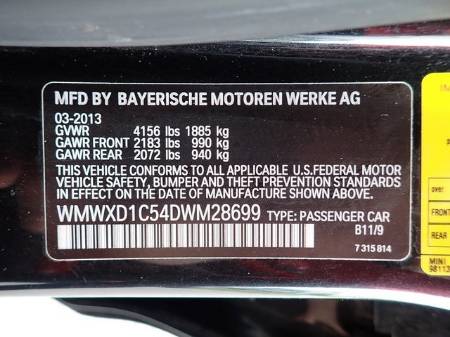 MFD BY BAYERISCHE MOTOREN WERKE AG
03-2013
GVWR 4156 lbs 1885 kg
GAWR FRONT 2183 lbs 990 kg
GAWR REAR 2072 lbs 940 kg
THIS VEHICLE CONFORMS TO ALL APPLICABLE U.S.FEDERAL MOTOR
VEHICLE SAFETY, BUMPER AND THEFT PREVENTION STANDARDS
IN EFFECT ON THE DATE OF MANUFACTURE SHOWN ABOVE.
WMWXD1C54DWM28699 TYPE: PASSENGER CAR
B11/9
7 315 814
over
FRONT
REAR
MINI